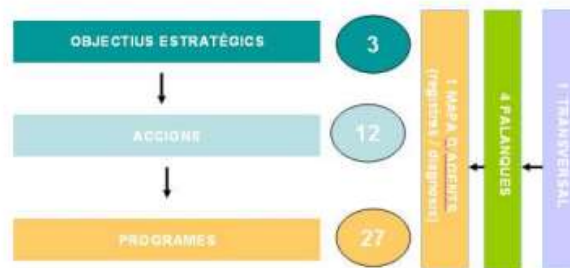 OBJECTIUS ESTRATÈGICS
3
ACCIONS
12
PROGRAMES
27
1 MAPA D'AGENTS
(registres / diagnosis)
4 PALANQUES
1 TRANSVERSAL